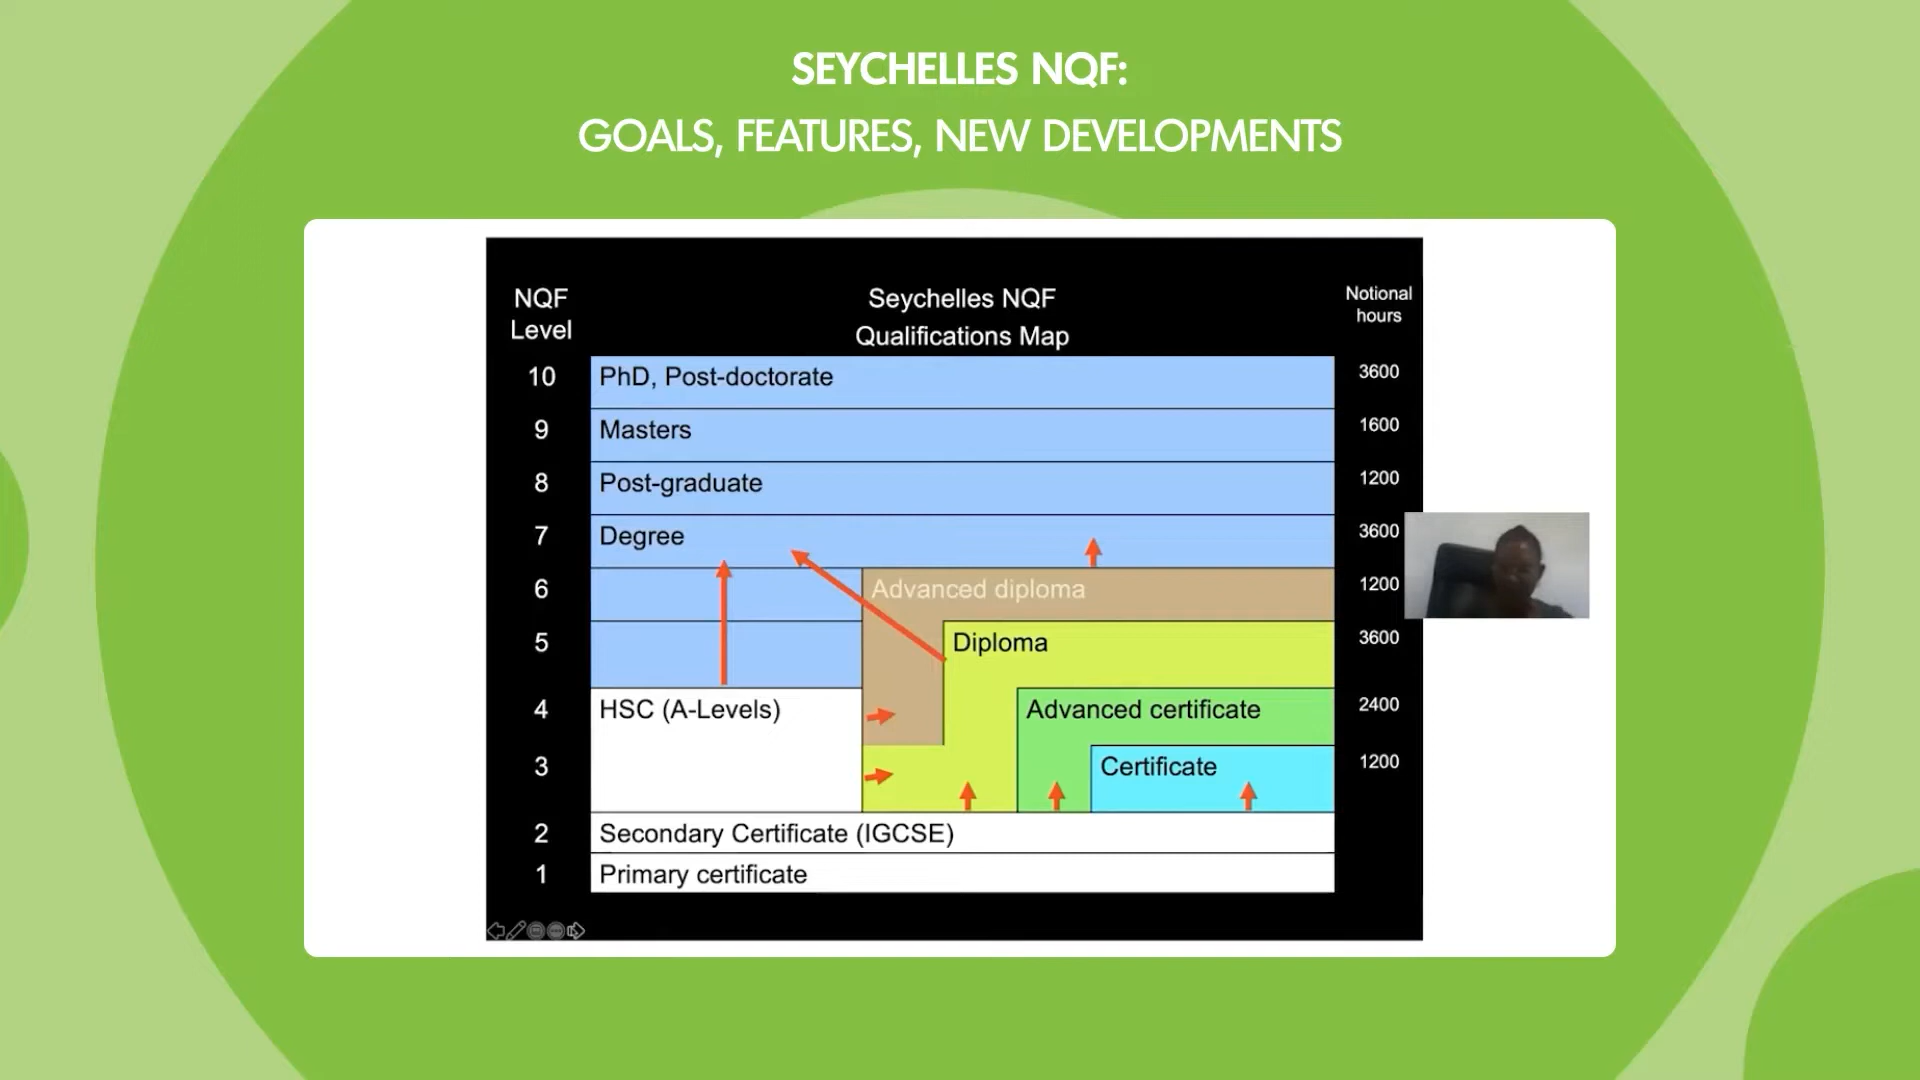 SEYCHELLES NQF:
GOALS, FEATURES, NEW DEVELOPMENTS
NQF
Level
Seychelles NQF
Qualifications Map
Notional
hours
10 PhD, Post-doctorate 3600
9 Masters 1600
8 Post-graduate 1200
7 Degree 3600
6 Advanced diploma 1200
5 Diploma 3600
4 HSC (A-Levels) Advanced certificate 2400
3 Certificate 1200
2 Secondary Certificate (IGCSE)
1 Primary certificate